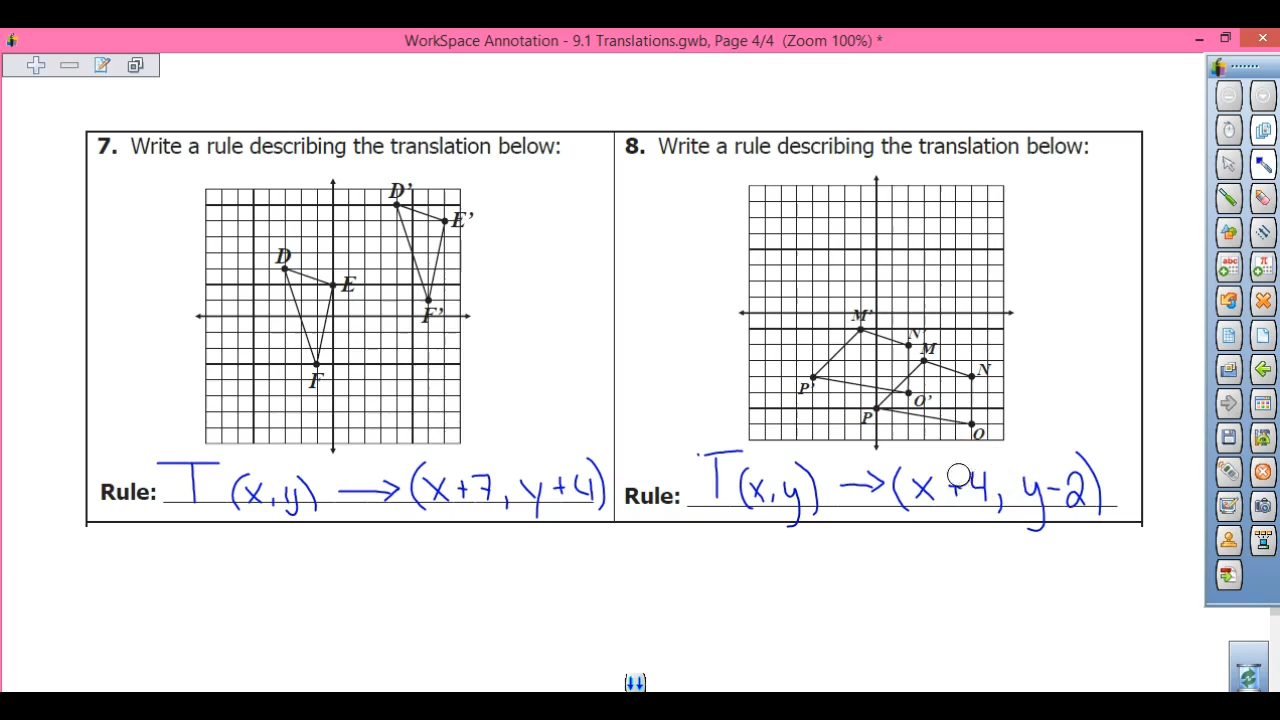 WorkSpace Annotation - 9.1 Translations.gwb, Page 4/4 (Zoom 100%) *
7. Write a rule describing the translation below:
D'
E'
D
E
F'
F
Rule: T (x,y) → (x+7, y+4)
8. Write a rule describing the translation below:
M'
N'
M
N
P'
O'
P
O
Rule: T(x,y) → (x+4, y-2)
abc
π